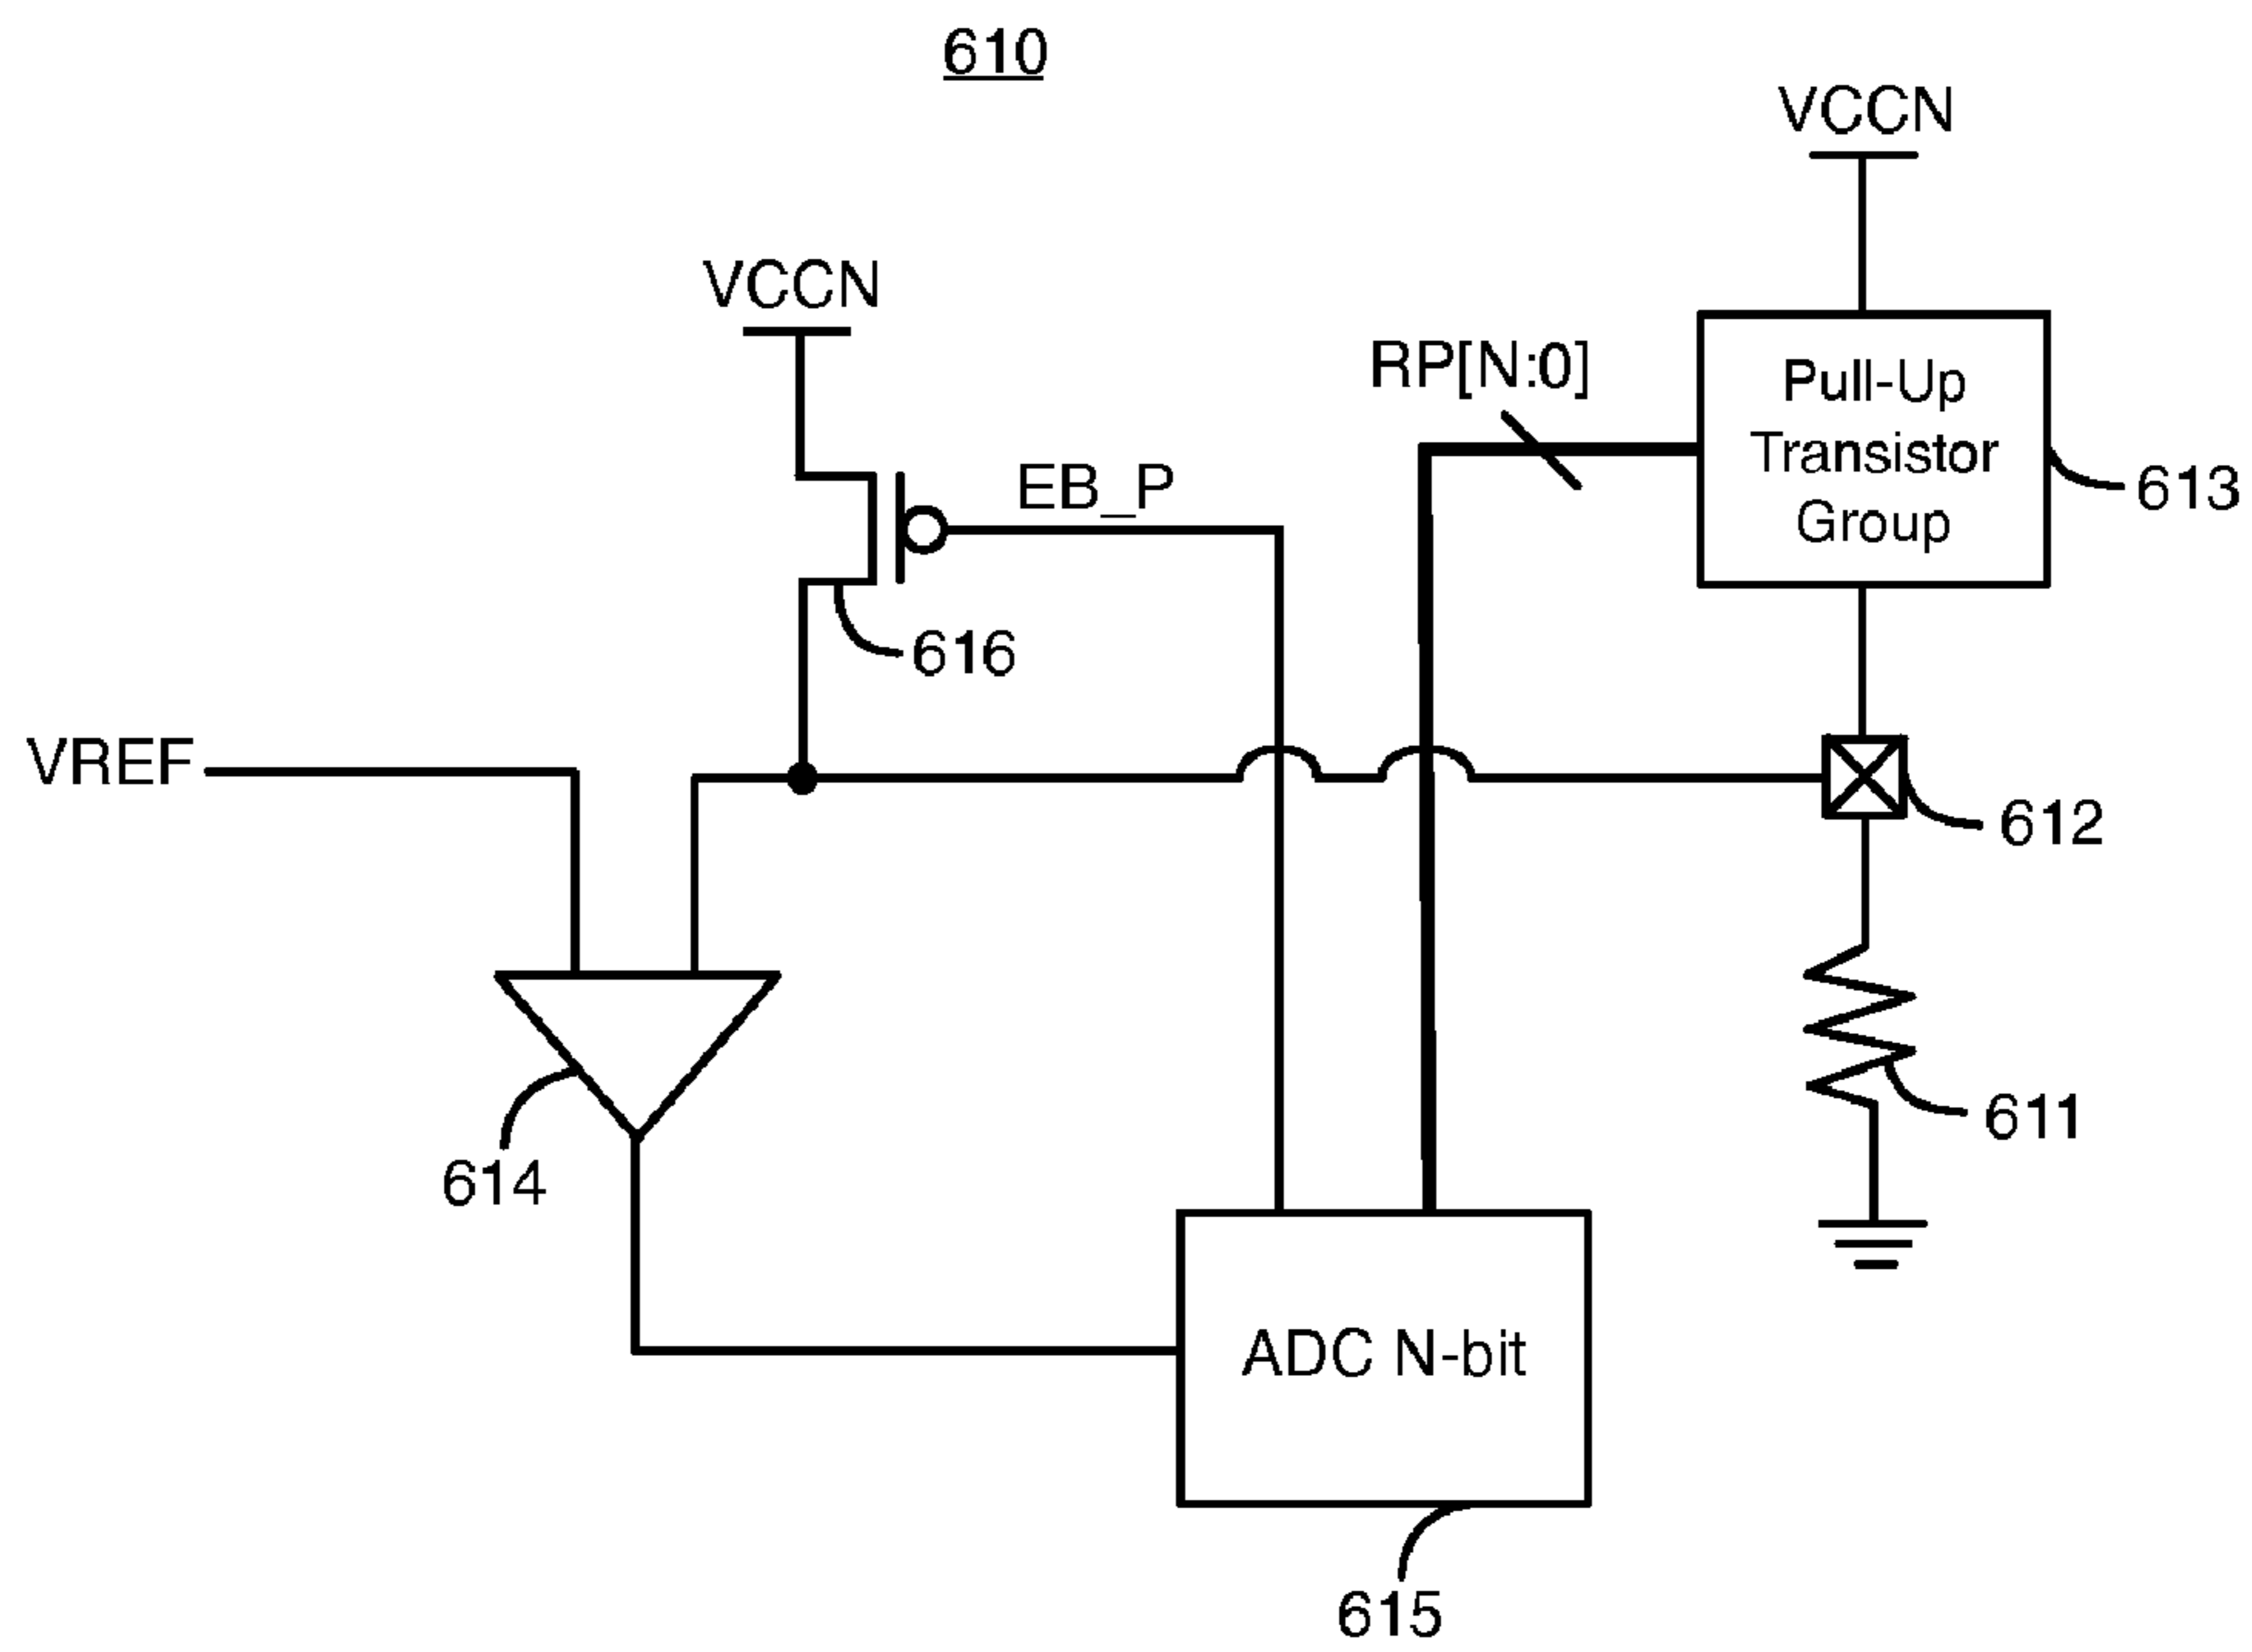 610
VCCN
VCCN
RP[N:0]
Pull-Up
Transistor
Group
EB_P
613
616
VREF
612
611
614
ADC N-bit
615